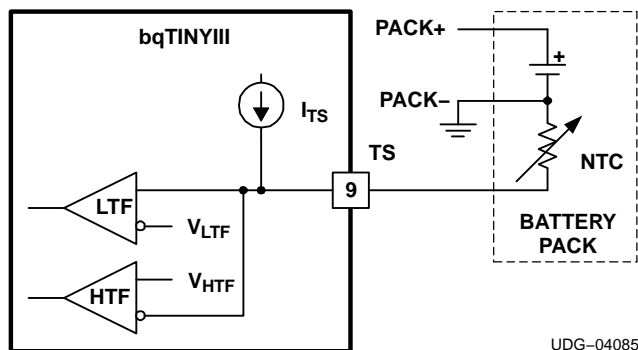 bqTINYIII
PACK+
+
I_TS
PACK−
TS
NTC
9
LTF
V_LTF
BATTERY
PACK
V_HTF
HTF
UDG−04085